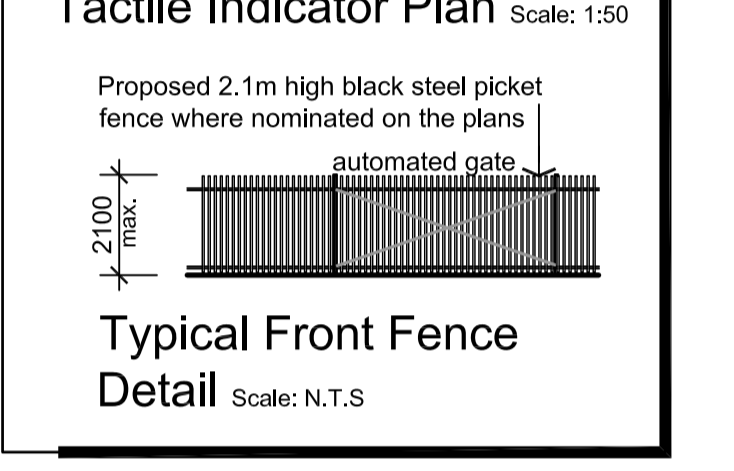 Tactile Indicator Plan Scale: 1:50
Proposed 2.1m high black steel picket
fence where nominated on the plans
automated gate
2100
max.
Typical Front Fence
Detail Scale: N.T.S